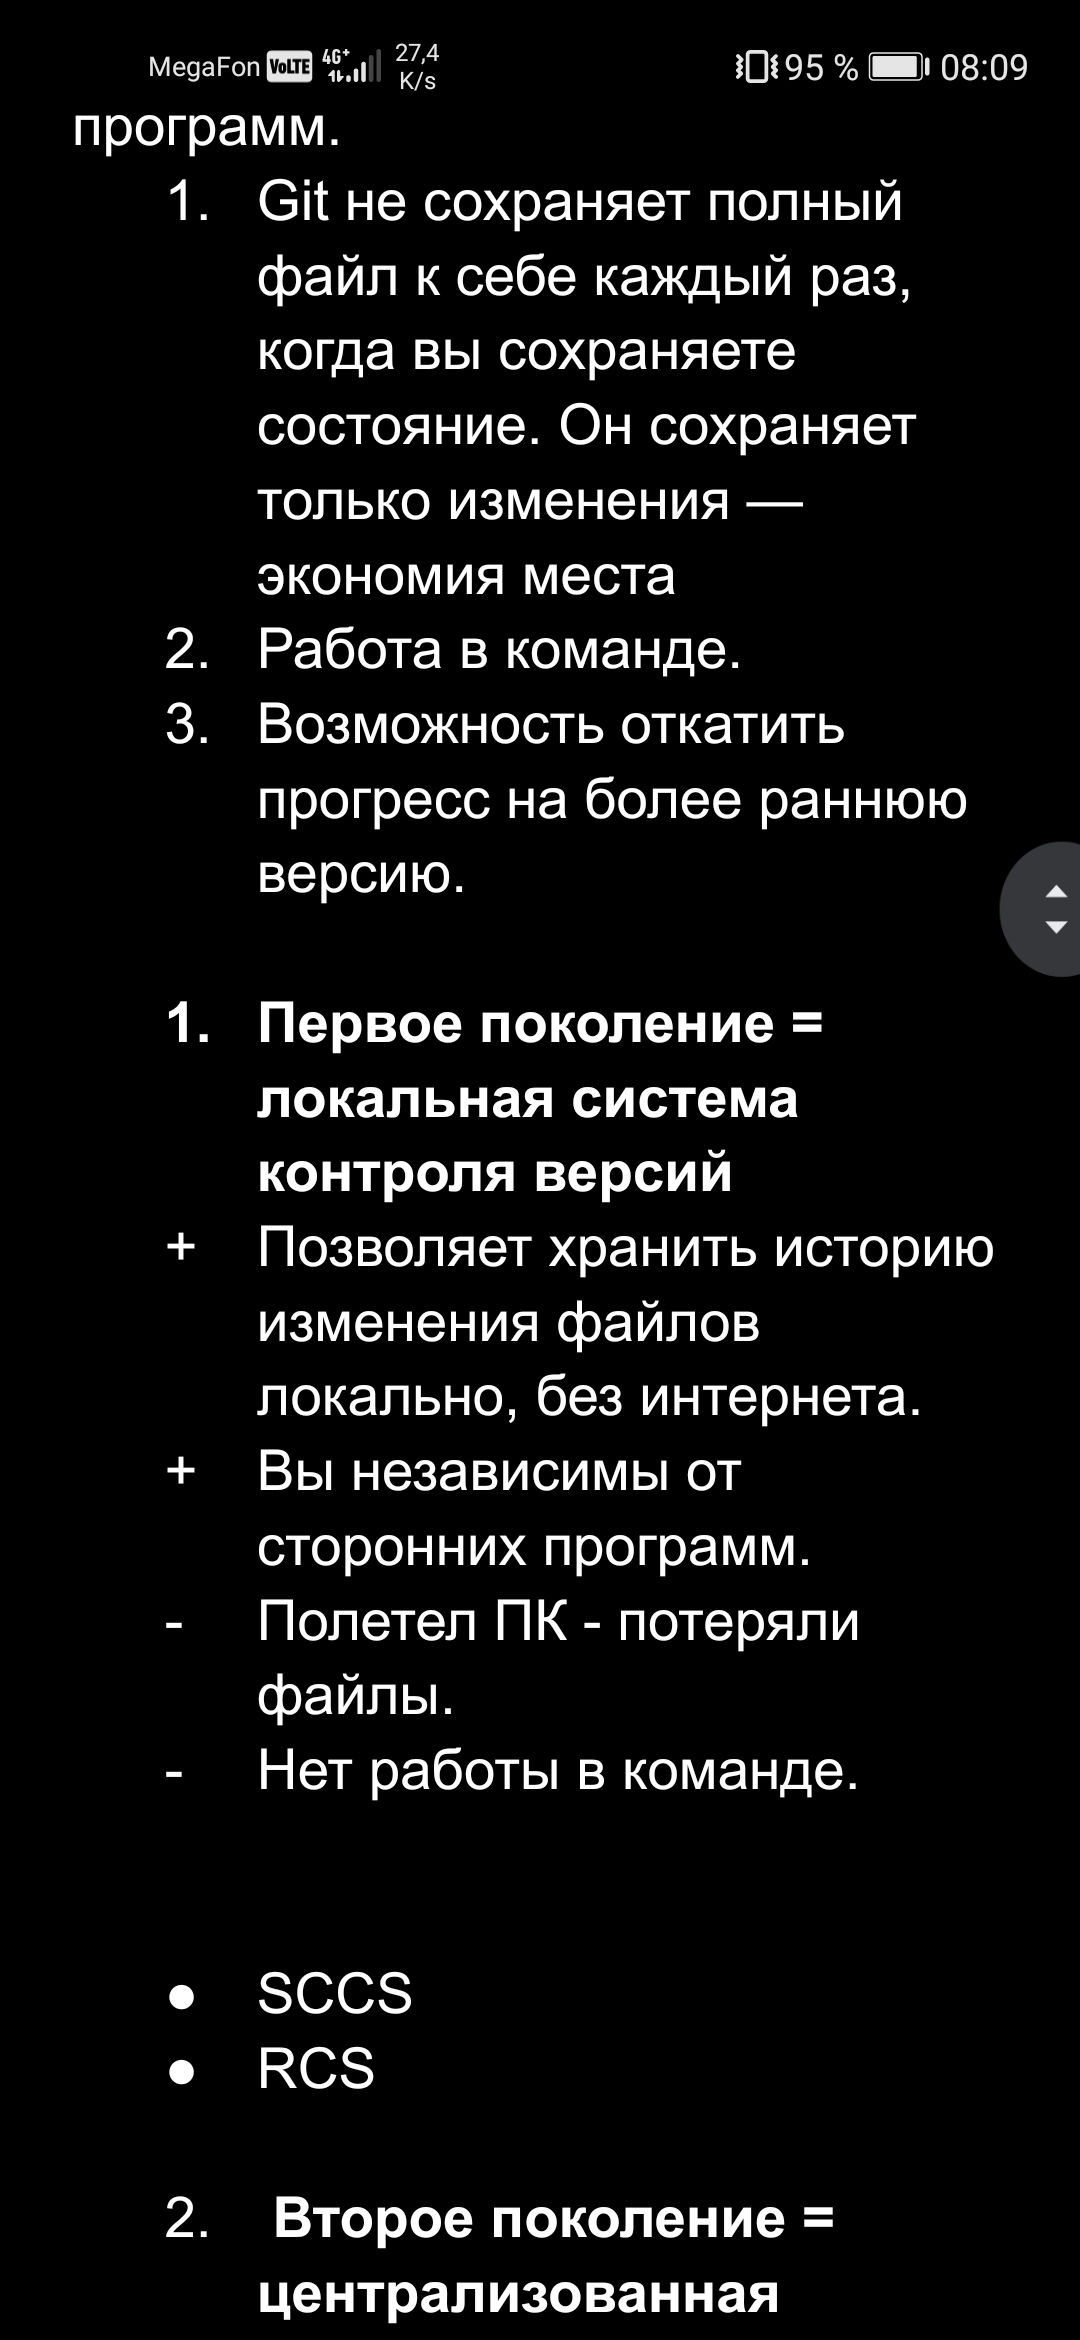 MegaFon VoLTE 4G+ 27,4 K/s 95 % 08:09
программ.
1. Git не сохраняет полный
файл к себе каждый раз,
когда вы сохраняете
состояние. Он сохраняет
только изменения —
экономия места
2. Работа в команде.
3. Возможность откатить
прогресс на более раннюю
версию.
1. Первое поколение =
локальная система
контроля версий
+ Позволяет хранить историю
изменения файлов
локально, без интернета.
+ Вы независимы от
сторонних программ.
- Полетел ПК - потеряли
файлы.
- Нет работы в команде.
● SCCS
● RCS
2. Второе поколение =
централизованная